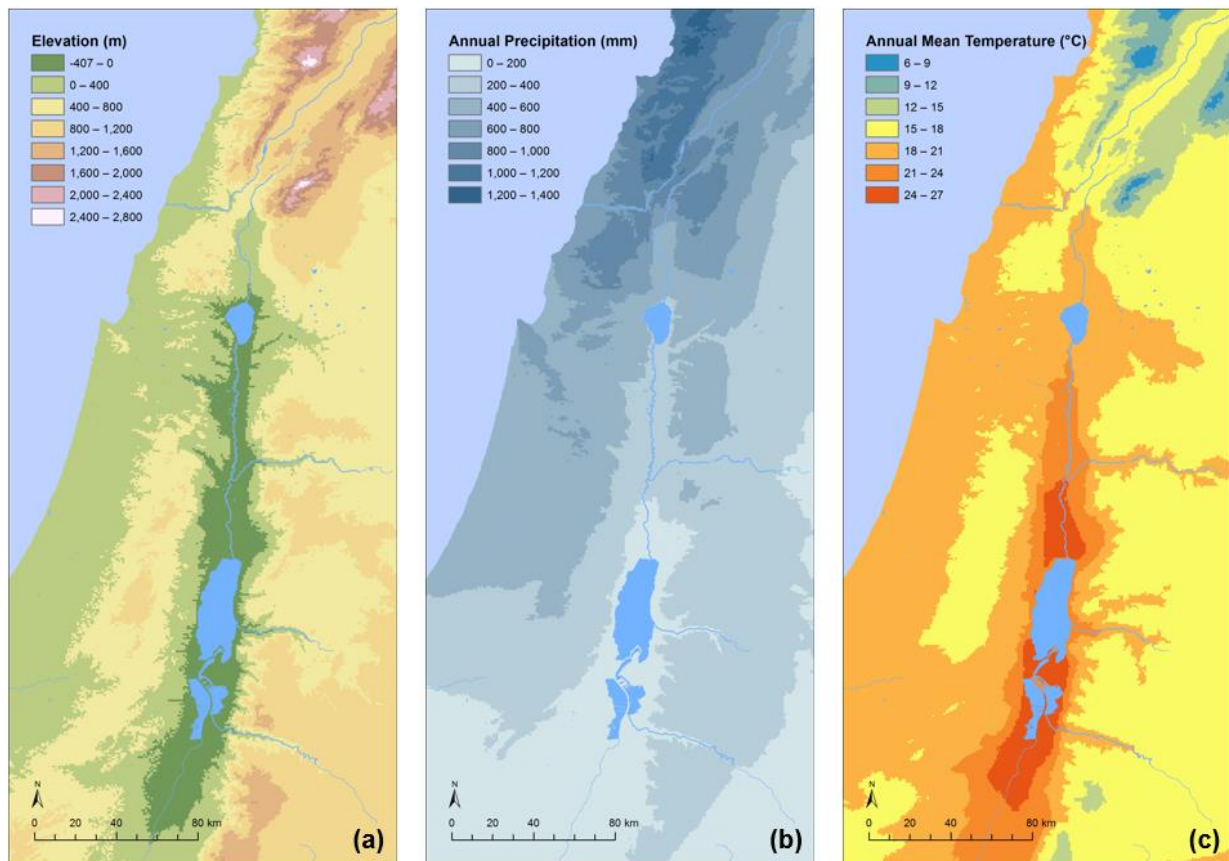 Elevation (m)
-407 – 0
0 – 400
400 – 800
800 – 1,200
1,200 – 1,600
1,600 – 2,000
2,000 – 2,400
2,400 – 2,800
N
0 20 40 80 km
(a)
Annual Precipitation (mm)
0 – 200
200 – 400
400 – 600
600 – 800
800 – 1,000
1,000 – 1,200
1,200 – 1,400
N
0 20 40 80 km
(b)
Annual Mean Temperature (°C)
6 – 9
9 – 12
12 – 15
15 – 18
18 – 21
21 – 24
24 – 27
N
0 20 40 80 km
(c)